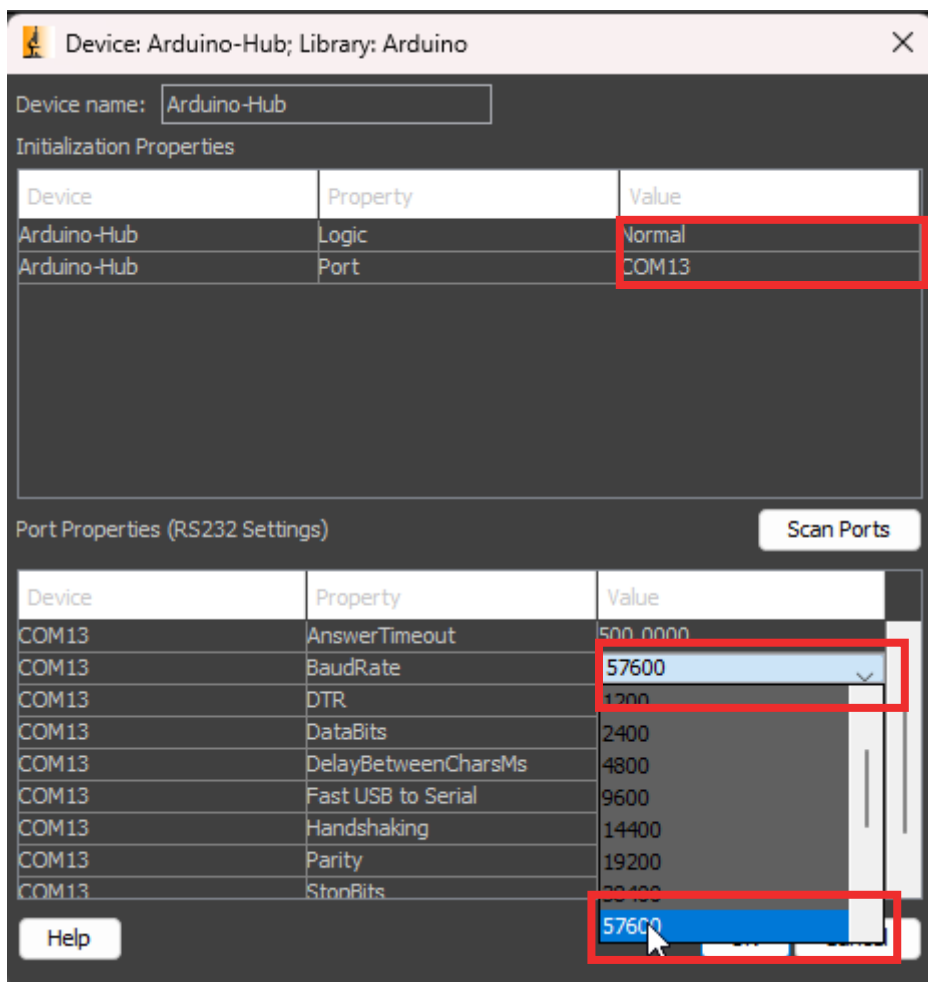 Device: Arduino-Hub; Library: Arduino
Device name: Arduino-Hub
Initialization Properties
Device Property Value
Arduino-Hub Logic Normal
Arduino-Hub Port COM13
Port Properties (RS232 Settings) Scan Ports
Device Property Value
COM13 AnswerTimeout 500.0000
COM13 BaudRate 57600
COM13 DTR 1200
COM13 DataBits 2400
COM13 DelayBetweenCharsMs 4800
COM13 Fast USB to Serial 9600
COM13 Handshaking 14400
COM13 Parity 19200
COM13 StopBits 38400
Help 57600